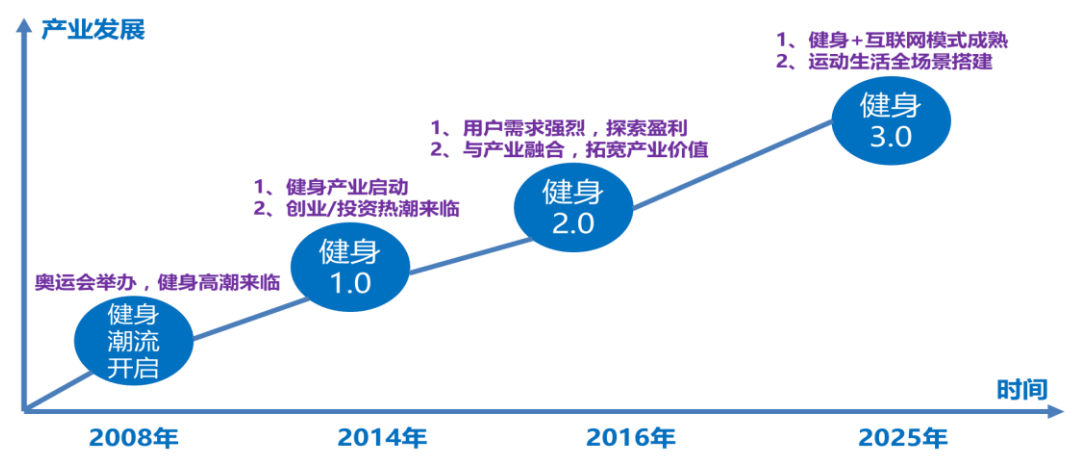 产业发展
1、健身+互联网模式成熟
2、运动生活全场景搭建
健身
3.0
1、用户需求强烈，探索盈利
2、与产业融合，拓宽产业价值
健身
2.0
1、健身产业启动
2、创业/投资热潮来临
健身
1.0
奥运会举办，健身高潮来临
健身
潮流
开启
时间
2008年
2014年
2016年
2025年